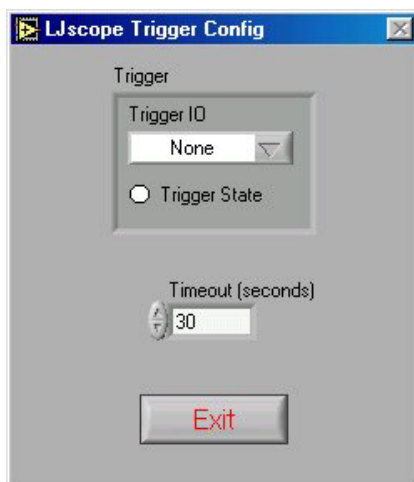 LJscope Trigger Config
Trigger
Trigger IO
None
Trigger State
Timeout (seconds)
30
Exit